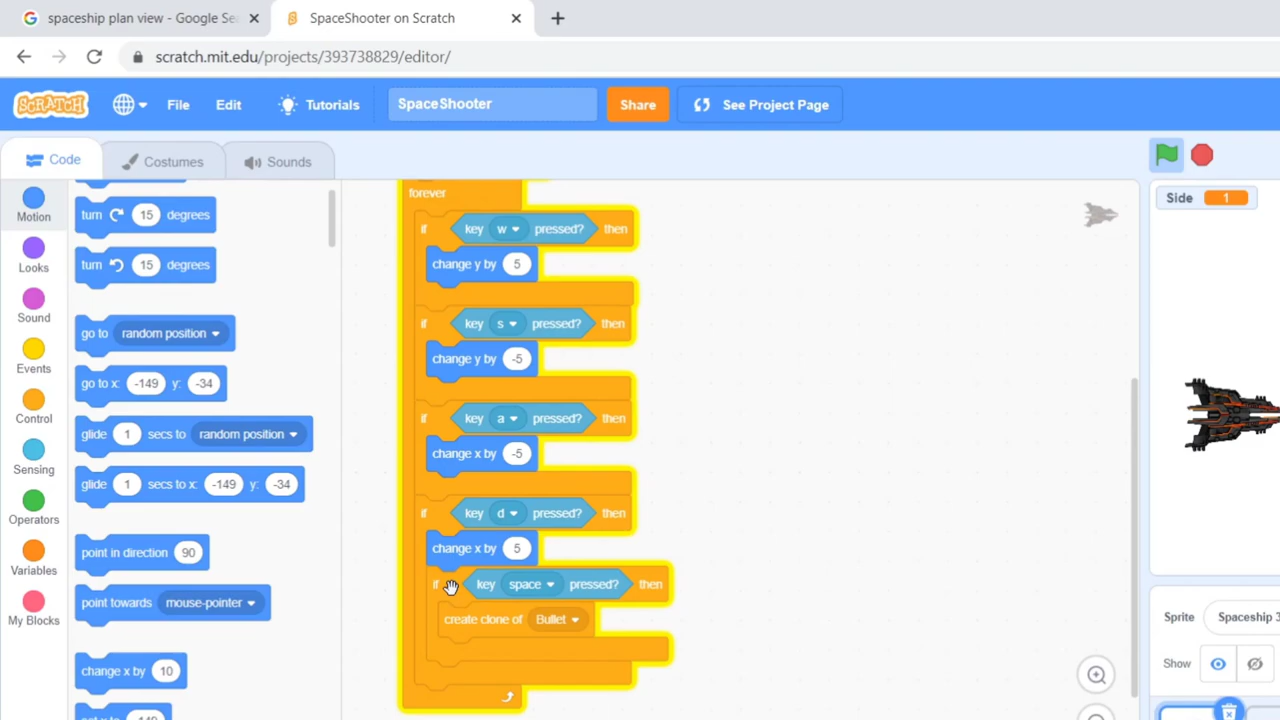 spaceship plan view - Google Se
SpaceShooter on Scratch
scratch.mit.edu/projects/393738829/editor/
SCRATCH
File
Edit
Tutorials
SpaceShooter
Share
See Project Page
Code
Costumes
Sounds
Motion
Looks
Sound
Events
Control
Sensing
Operators
Variables
My Blocks
turn 15 degrees
turn 15 degrees
go to random position
go to x: -149 y: -34
glide 1 secs to random position
glide 1 secs to x: -149 y: -34
point in direction 90
point towards mouse-pointer
change x by 10
forever
if key w pressed? then
change y by 5
if key s pressed? then
change y by -5
if key a pressed? then
change x by -5
if key d pressed? then
change x by 5
if key space pressed? then
create clone of Bullet
Side 1
Sprite Spaceship 3
Show